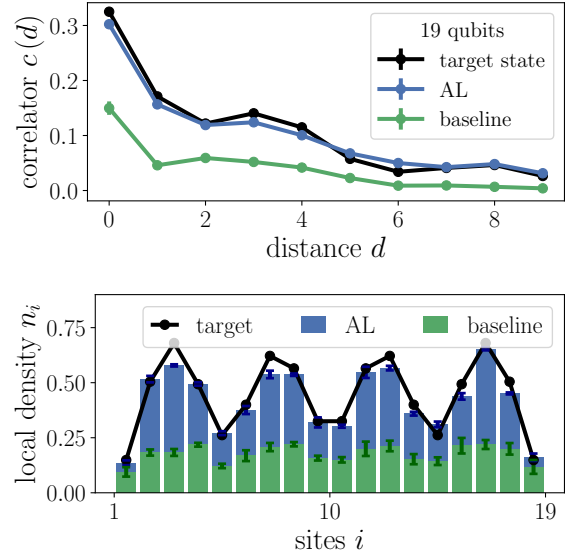 correlator c (d)
0.3
0.2
0.1
0.0
19 qubits
target state
AL
baseline
0 2 4 6 8
distance d
local density n_i
0.75
0.50
0.25
0.00
target AL baseline
1 10 19
sites i